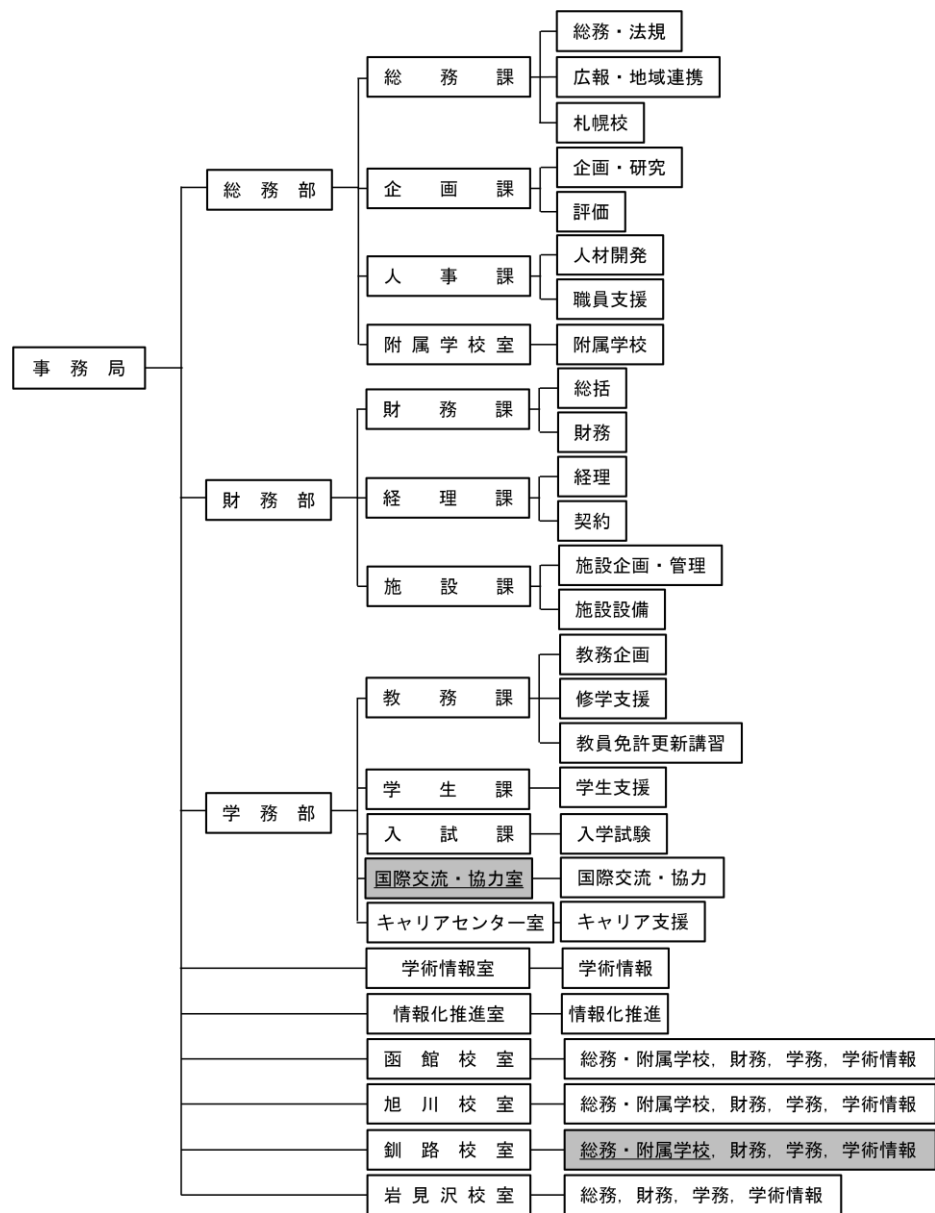 総務・法規
総務課
広報・地域連携
札幌校
企画・研究
総務部
企画課
評価
人材開発
人事課
職員支援
附属学校室
附属学校
事務局
総括
財務課
財務
経理
財務部
経理課
契約
施設企画・管理
施設課
施設設備
教務企画
教務課
修学支援
教員免許更新講習
学生課
学生支援
学務部
入試課
入学試験
国際交流・協力室
国際交流・協力
キャリアセンター室
キャリア支援
学術情報室
学術情報
情報化推進室
情報化推進
函館校室
総務・附属学校, 財務, 学務, 学術情報
旭川校室
総務・附属学校, 財務, 学務, 学術情報
釧路校室
総務・附属学校, 財務, 学務, 学術情報
岩見沢校室
総務, 財務, 学務, 学術情報